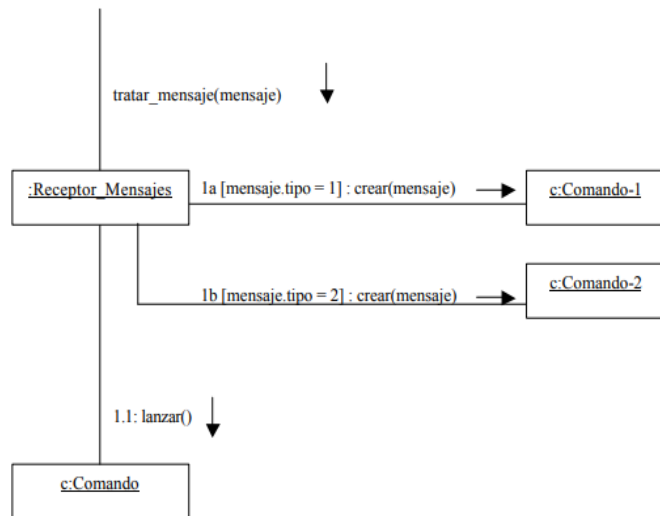 tratar_mensaje(mensaje)
:Receptor_Mensajes
1a [mensaje.tipo = 1] : crear(mensaje)
c:Comando-1
1b [mensaje.tipo = 2] : crear(mensaje)
c:Comando-2
1.1: lanzar()
c:Comando